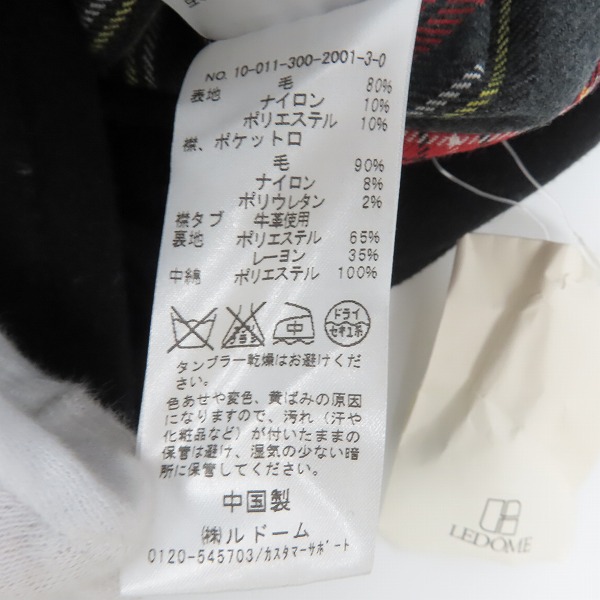 NO. 10-011-300-2001-3-0
表地 毛 80%
ナイロン 10%
ポリエステル 10%
襟、ポケット口
毛 90%
ナイロン 8%
ポリウレタン 2%
襟タブ 牛革使用
裏地 ポリエステル 65%
レーヨン 35%
中綿 ポリエステル 100%
中 ドライ
セキユ系
タンブラー乾燥はお避けくだ
さい。
色あせや変色、黄ばみの原因
になりますので、汚れ（汗や
化粧品など）が付いたままの
保管は避け、湿気の少ない暗
所に保管してください。
中国製
㈱ルドーム
0120-545703/カスタマーサポート
LEDOME